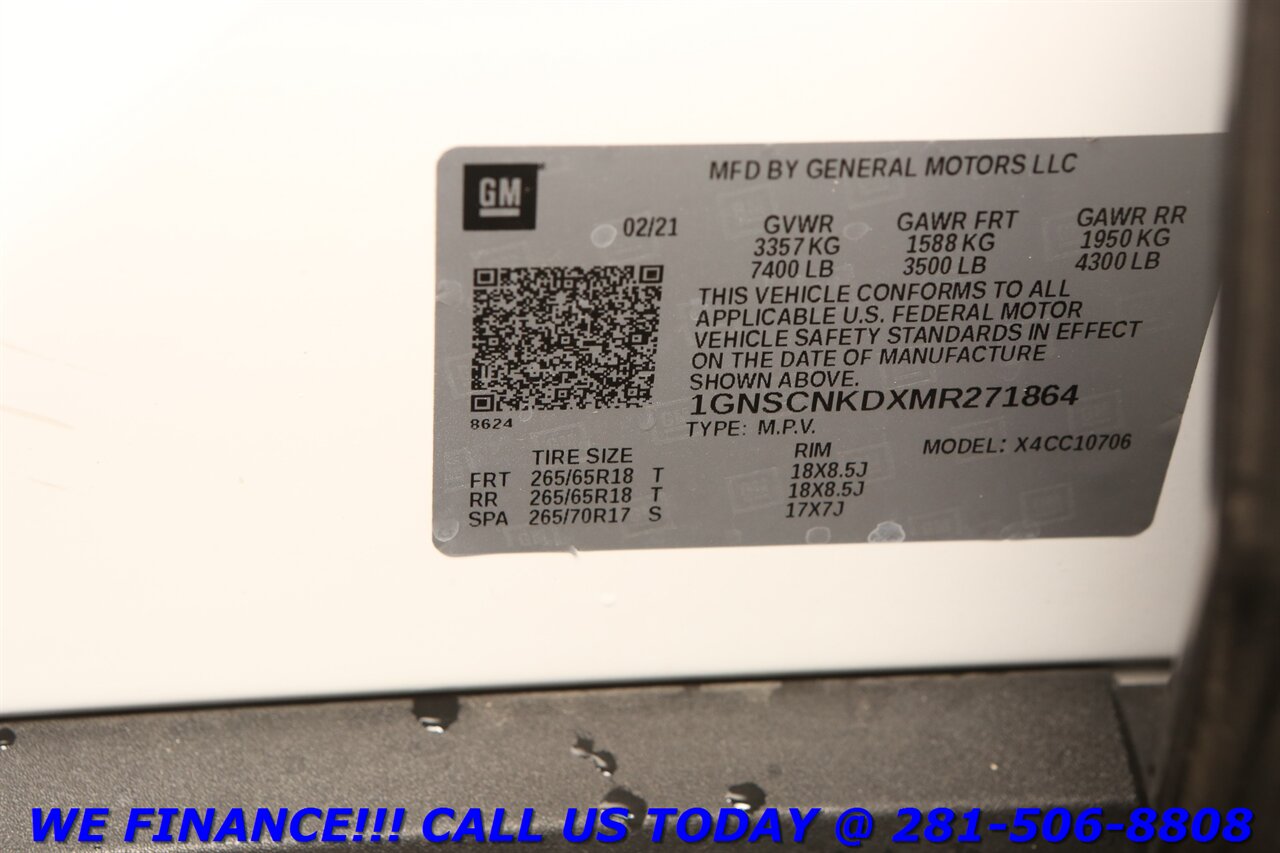 GM
MFD BY GENERAL MOTORS LLC
02/21
GVWR GAWR FRT GAWR RR
3357 KG 1588 KG 1950 KG
7400 LB 3500 LB 4300 LB
THIS VEHICLE CONFORMS TO ALL
APPLICABLE U.S. FEDERAL MOTOR
VEHICLE SAFETY STANDARDS IN EFFECT
ON THE DATE OF MANUFACTURE
SHOWN ABOVE.
1GNSCNKDXMR271864
8624
TYPE: M.P.V. MODEL: X4CC10706
TIRE SIZE RIM
FRT 265/65R18 T 18X8.5J
RR 265/65R18 T 18X8.5J
SPA 265/70R17 S 17X7J
WE FINANCE!!! CALL US TODAY @ 281-506-8808